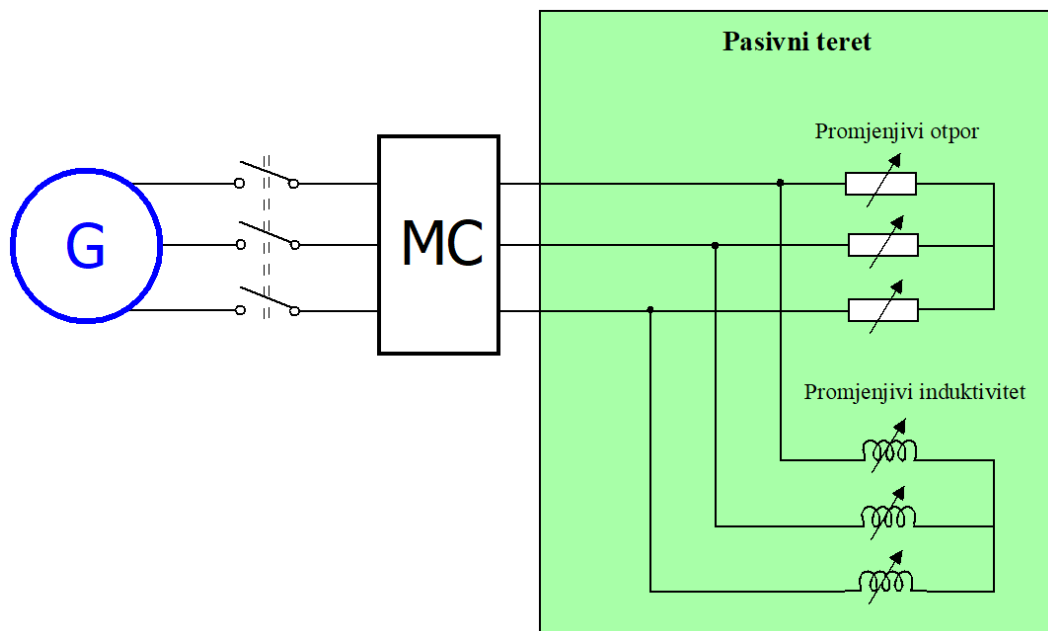 Pasivni teret
Promjenjivi otpor
G
MC
Promjenjivi induktivitet